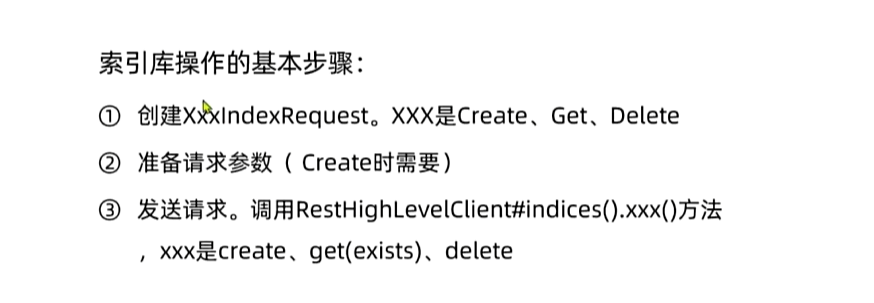 索引库操作的基本步骤：
① 创建XxxIndexRequest。XXX是Create、Get、Delete
② 准备请求参数（ Create时需要）
③ 发送请求。调用RestHighLevelClient#indices().xxx()方法
，xxx是create、get(exists)、delete